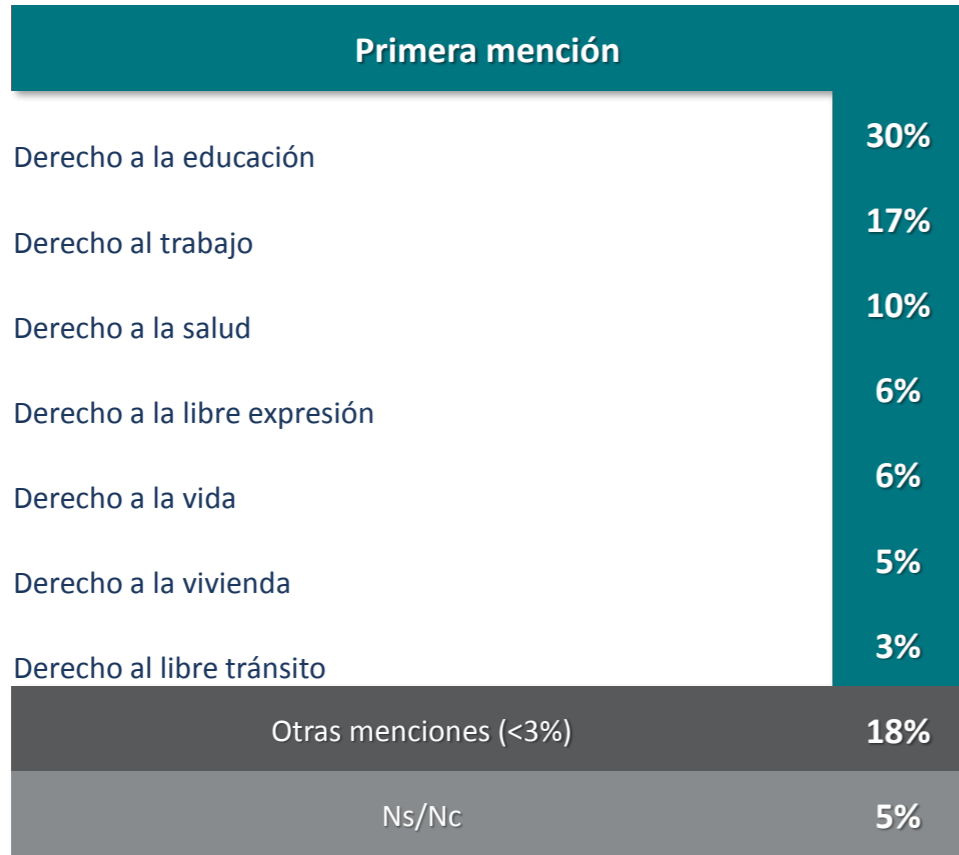 Primera mención
Derecho a la educación 30%
Derecho al trabajo 17%
Derecho a la salud 10%
Derecho a la libre expresión 6%
Derecho a la vida 6%
Derecho a la vivienda 5%
Derecho al libre tránsito 3%
Otras menciones (<3%) 18%
Ns/Nc 5%